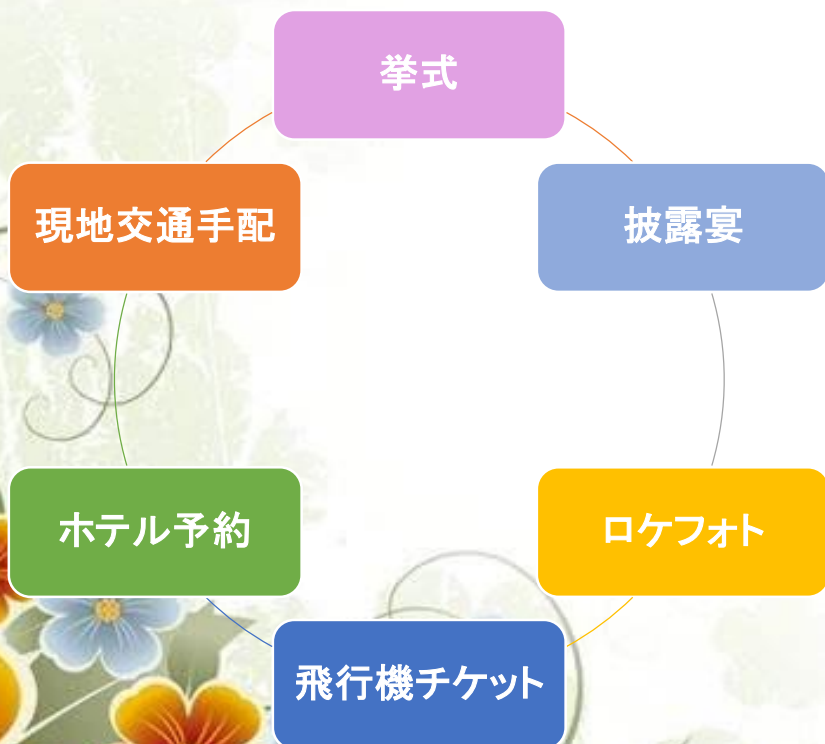 挙式
披露宴
ロケフォト
飛行機チケット
ホテル予約
現地交通手配